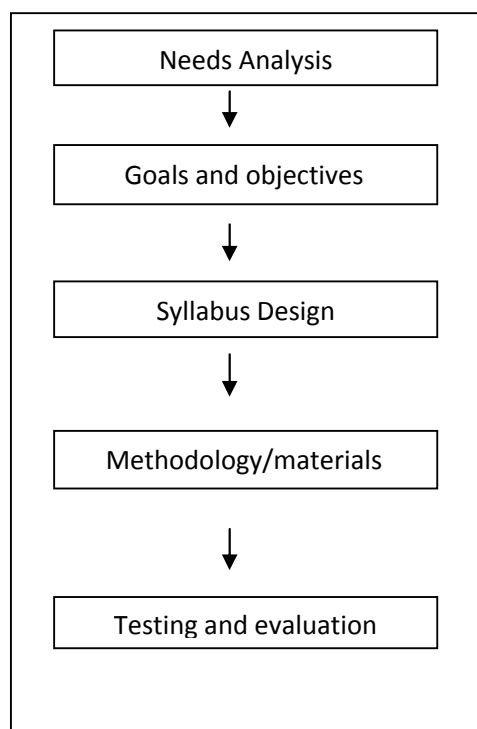 Needs Analysis
Goals and objectives
Syllabus Design
Methodology/materials
Testing and evaluation